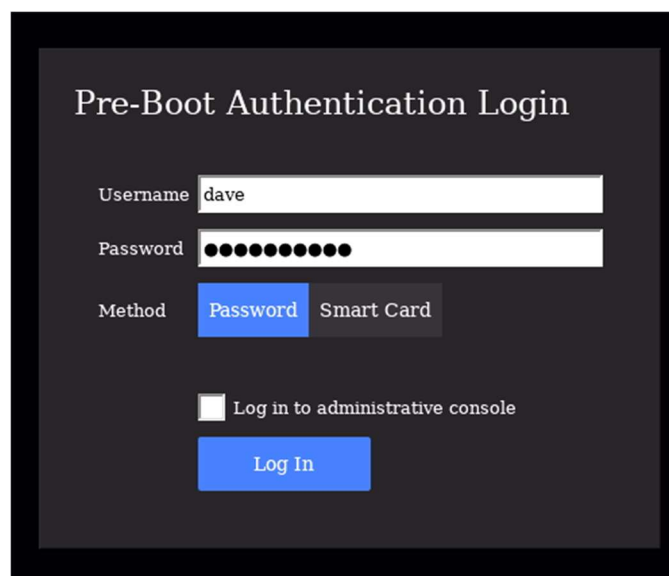 Pre-Boot Authentication Login
Username dave
Password ●●●●●●●●●●
Method Password Smart Card
Log in to administrative console
Log In